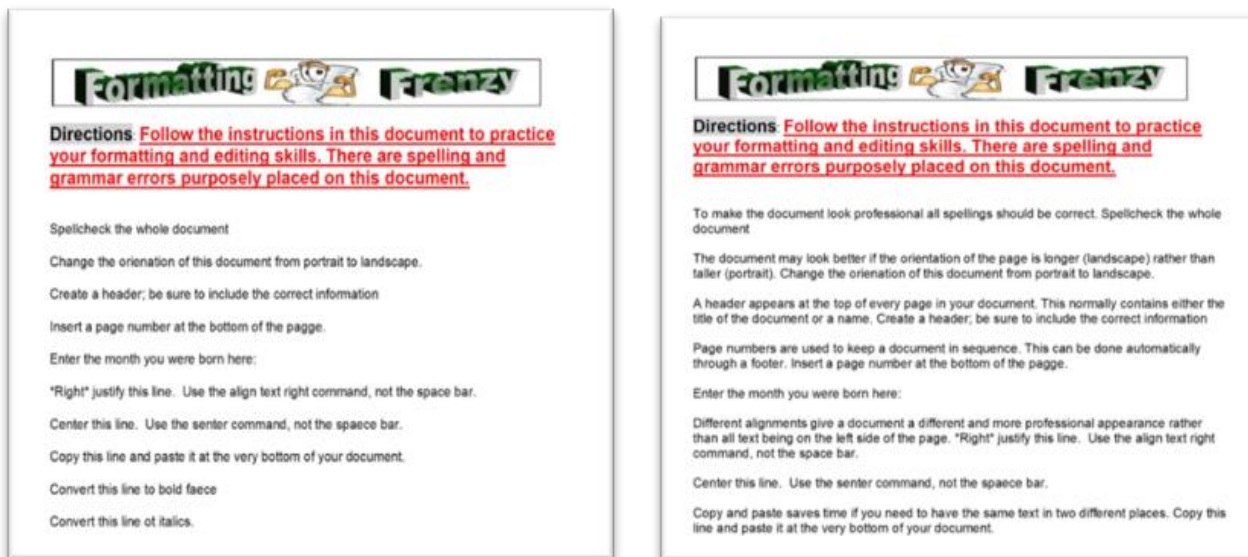 Formatting Frenzy
Directions: Follow the instructions in this document to practice
your formatting and editing skills. There are spelling and
grammar errors purposely placed on this document.
Spellcheck the whole document
Change the orienation of this document from portrait to landscape.
Create a header; be sure to include the correct information
Insert a page number at the bottom of the pagge.
Enter the month you were born here:
"Right" justify this line. Use the align text right command, not the space bar.
Center this line. Use the senter command, not the spaece bar.
Copy this line and paste it at the very bottom of your document.
Convert this line to bold faece
Convert this line ot italics.
Formatting Frenzy
Directions: Follow the instructions in this document to practice
your formatting and editing skills. There are spelling and
grammar errors purposely placed on this document.
To make the document look professional all spellings should be correct. Spellcheck the whole
document
The document may look better if the orientation of the page is longer (landscape) rather than
taller (portrait). Change the orienation of this document from portrait to landscape.
A header appears at the top of every page in your document. This normally contains either the
title of the document or a name. Create a header; be sure to include the correct information
Page numbers are used to keep a document in sequence. This can be done automatically
through a footer. Insert a page number at the bottom of the pagge.
Enter the month you were born here:
Different alignments give a document a different and more professional appearance rather
than all text being on the left side of the page. "Right" justify this line. Use the align text right
command, not the space bar.
Center this line. Use the senter command, not the spaece bar.
Copy and paste saves time if you need to have the same text in two different places. Copy this
line and paste it at the very bottom of your document.